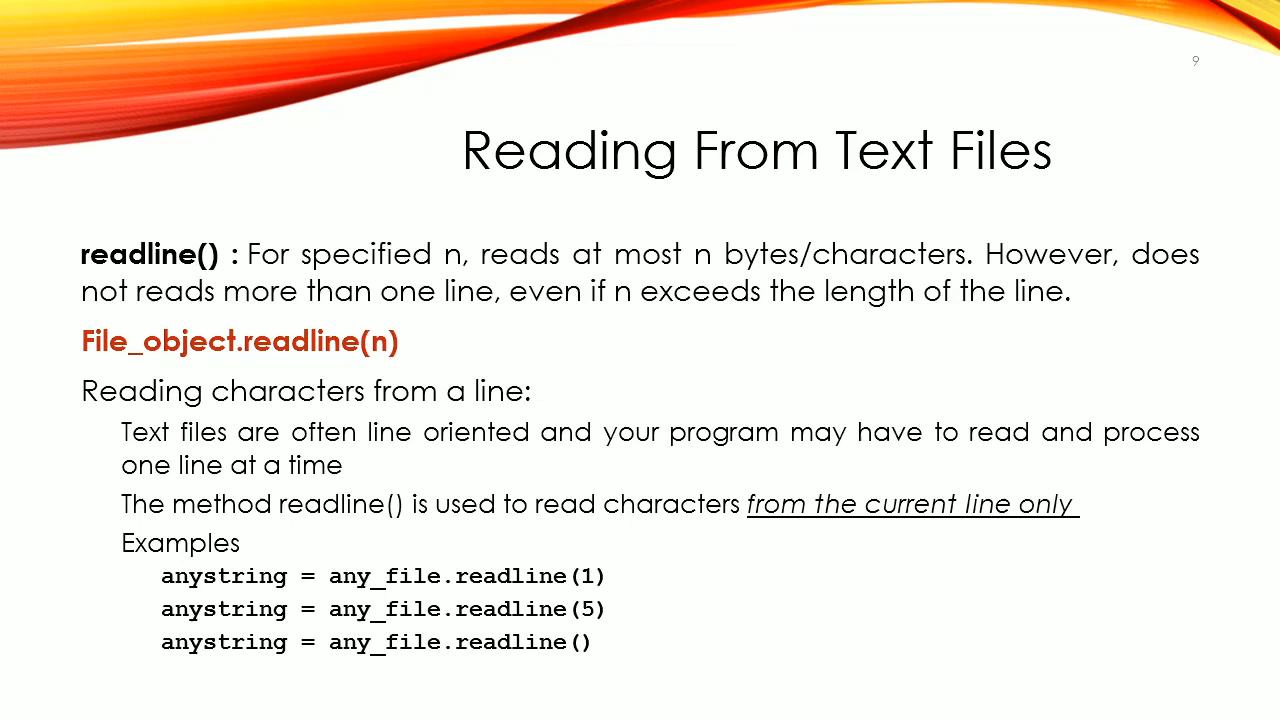 9
Reading From Text Files
readline() : For specified n, reads at most n bytes/characters. However, does
not reads more than one line, even if n exceeds the length of the line.
File_object.readline(n)
Reading characters from a line:
Text files are often line oriented and your program may have to read and process
one line at a time
The method readline() is used to read characters from the current line only
Examples
anystring = any_file.readline(1)
anystring = any_file.readline(5)
anystring = any_file.readline()